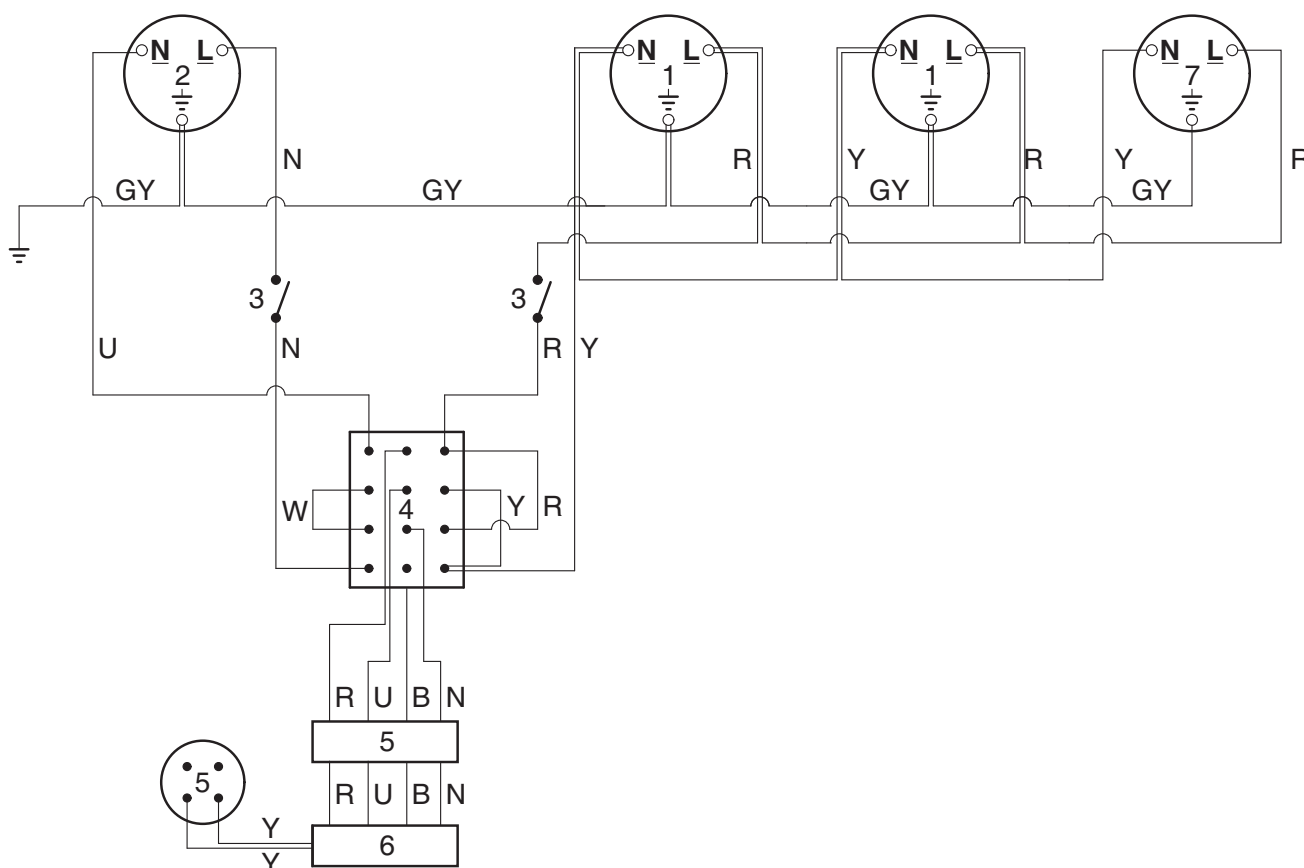 N L N L N L N L
2 1 1 7
N R Y R Y R
GY GY GY GY
3 3
U N R Y
W 4 Y R
R U B N
5
5
R U B N
Y
6
Y